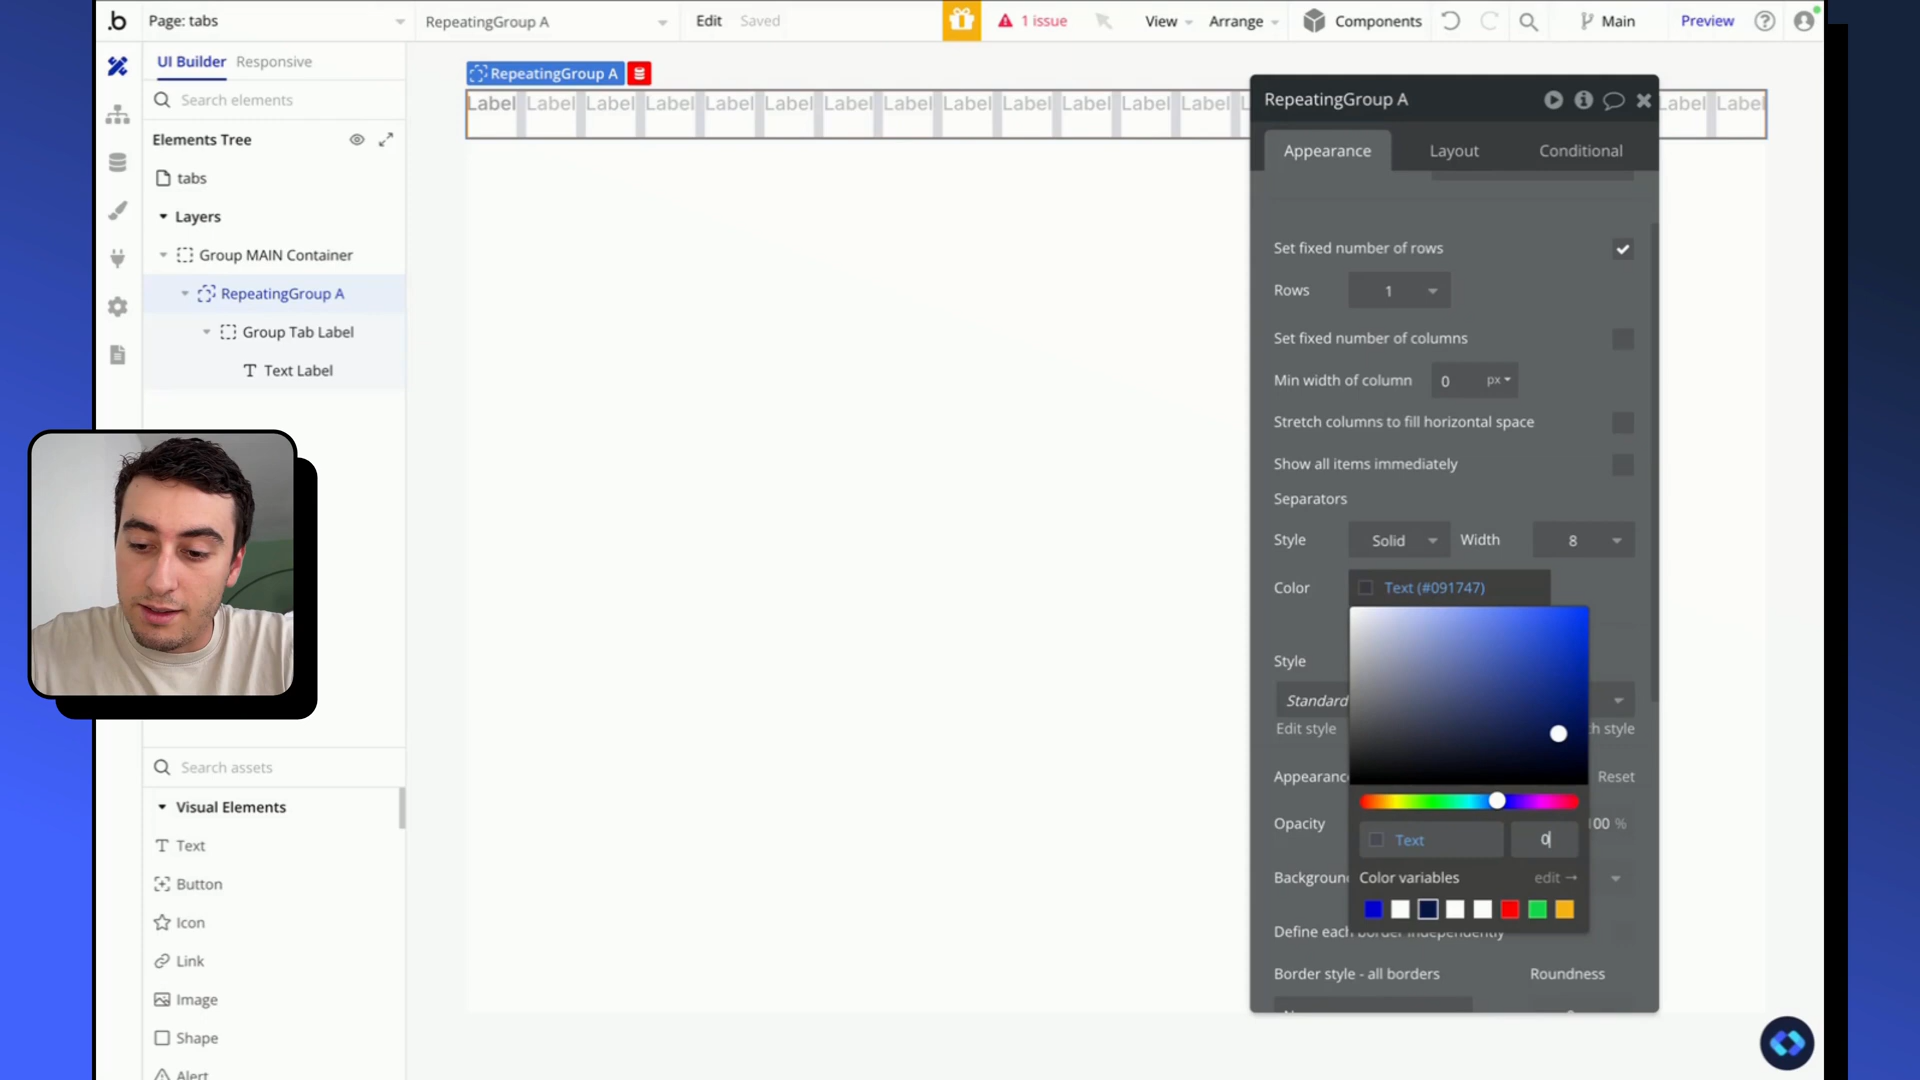 .b
Page: tabs
RepeatingGroup A
Edit
Saved
1 issue
View
Arrange
Components
Main
Preview
UI Builder
Responsive
Search elements
Elements Tree
tabs
Layers
Group MAIN Container
RepeatingGroup A
Group Tab Label
Text Label
Search assets
Visual Elements
Text
Button
Icon
Link
Image
Shape
Alert
RepeatingGroup A
Label Label Label Label Label Label Label Label Label Label Label Label Label
Label Label
RepeatingGroup A
Appearance
Layout
Conditional
Set fixed number of rows
Rows 1
Set fixed number of columns
Min width of column 0 px
Stretch columns to fill horizontal space
Show all items immediately
Separators
Style Solid Width 8
Color Text (#091747)
Style
Standard
Edit style
style
Appearance
Reset
Opacity
100 %
Text
0
Background
Color variables
edit →
Define each border independently
Border style - all borders
Roundness